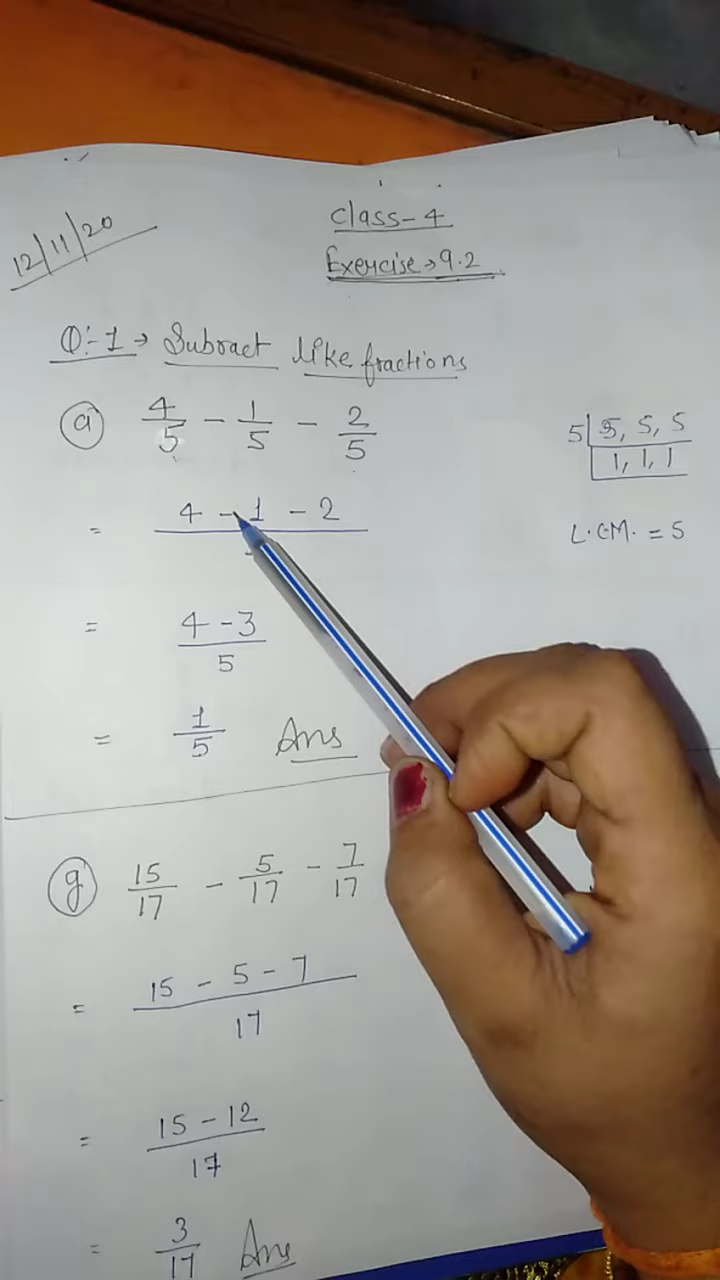 12/11/20
Class-4
Exercise→9.2
Q:-1→ Subract like fractions
(a) 4/5 - 1/5 - 2/5
= 4 - 1 - 2
= 4-3/5
= 1/5 Ans
5 | 5, 5, 5
1, 1, 1
L.C.M. = 5
(g) 15/17 - 5/17 - 7/17
= 15 - 5 - 7/17
= 15 - 12/17
= 3/17 Ans